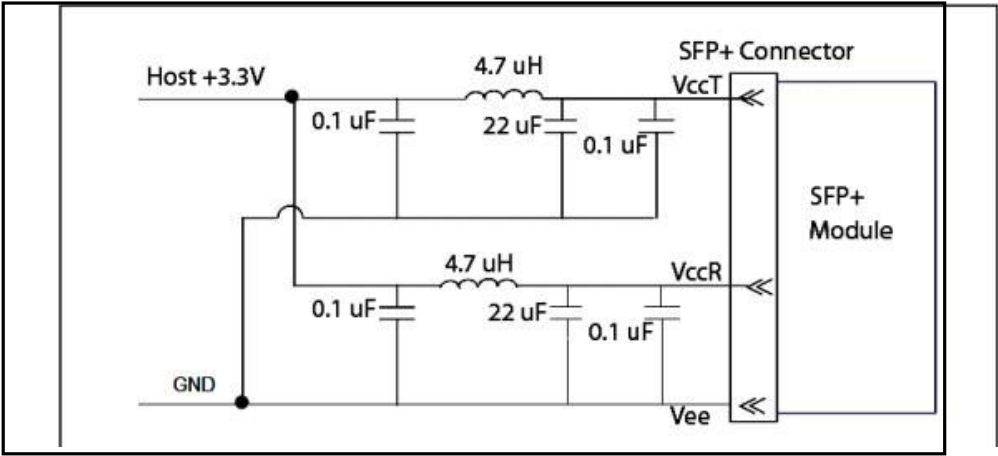 SFP+ Connector
4.7 uH
Host +3.3V
VccT
0.1 uF
22 uF
0.1 uF
SFP+
Module
4.7 uH
VccR
0.1 uF
22 uF
0.1 uF
GND
Vee